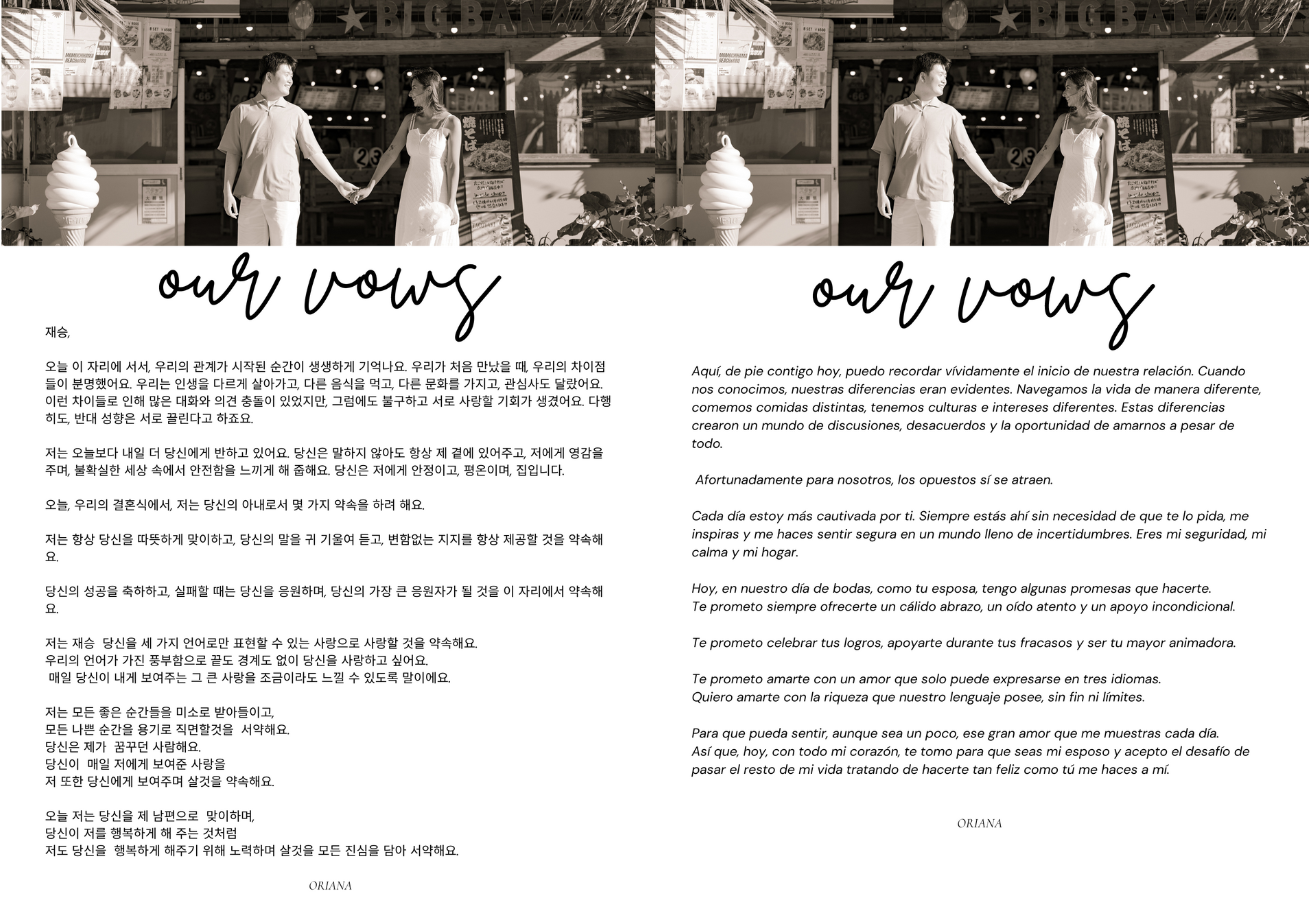 ★BIG.BAN
焼そば
23
our vows
재승,
오늘 이 자리에 서서, 우리의 관계가 시작된 순간이 생생하게 기억나요. 우리가 처음 만났을 때, 우리의 차이점
들이 분명했어요. 우리는 인생을 다르게 살아가고, 다른 음식을 먹고, 다른 문화를 가지고, 관심사도 달랐어요.
이런 차이들로 인해 많은 대화와 의견 충돌이 있었지만, 그럼에도 불구하고 서로 사랑할 기회가 생겼어요. 다행
히도, 반대 성향은 서로 끌린다고 하죠요.
저는 오늘보다 내일 더 당신에게 반하고 있어요. 당신은 말하지 않아도 항상 제 곁에 있어주고, 저에게 영감을
주며, 불확실한 세상 속에서 안전함을 느끼게 해 줍해요. 당신은 저에게 안정이고, 평온이며, 집입니다.
오늘, 우리의 결혼식에서, 저는 당신의 아내로서 몇 가지 약속을 하려 해요.
저는 항상 당신을 따뜻하게 맞이하고, 당신의 말을 귀 기울여 듣고, 변함없는 지지를 항상 제공할 것을 약속해
요.
당신의 성공을 축하하고, 실패할 때는 당신을 응원하며, 당신의 가장 큰 응원자가 될 것을 이 자리에서 약속해
요.
저는 재승 당신을 세 가지 언어로만 표현할 수 있는 사랑으로 사랑할 것을 약속해요.
우리의 언어가 가진 풍부함으로 끝도 경계도 없이 당신을 사랑하고 싶어요.
매일 당신이 내게 보여주는 그 큰 사랑을 조금이라도 느낄 수 있도록 말이에요.
저는 모든 좋은 순간들을 미소로 받아들이고,
모든 나쁜 순간을 용기로 직면할것을 서약해요.
당신은 제가 꿈꾸던 사람해요.
당신이 매일 저에게 보여준 사랑을
저 또한 당신에게 보여주며 살것을 약속해요.
오늘 저는 당신을 제 남편으로 맞이하며,
당신이 저를 행복하게 해 주는 것처럼
저도 당신을 행복하게 해주기 위해 노력하며 살것을 모든 진심을 담아 서약해요.
ORIANA
★BIG.BAN
焼そば
23
our vows
Aquí, de pie contigo hoy, puedo recordar vívidamente el inicio de nuestra relación. Cuando
nos conocimos, nuestras diferencias eran evidentes. Navegamos la vida de manera diferente,
comemos comidas distintas, tenemos culturas e intereses diferentes. Estas diferencias
crearon un mundo de discusiones, desacuerdos y la oportunidad de amarnos a pesar de
todo.
Afortunadamente para nosotros, los opuestos sí se atraen.
Cada día estoy más cautivada por ti. Siempre estás ahí sin necesidad de que te lo pida, me
inspiras y me haces sentir segura en un mundo lleno de incertidumbres. Eres mi seguridad, mi
calma y mi hogar.
Hoy, en nuestro día de bodas, como tu esposa, tengo algunas promesas que hacerte.
Te prometo siempre ofrecerte un cálido abrazo, un oído atento y un apoyo incondicional.
Te prometo celebrar tus logros, apoyarte durante tus fracasos y ser tu mayor animadora.
Te prometo amarte con un amor que solo puede expresarse en tres idiomas.
Quiero amarte con la riqueza que nuestro lenguaje posee, sin fin ni límites.
Para que pueda sentir, aunque sea un poco, ese gran amor que me muestras cada día.
Así que, hoy, con todo mi corazón, te tomo para que seas mi esposo y acepto el desafío de
pasar el resto de mi vida tratando de hacerte tan feliz como tú me haces a mí.
ORIANA